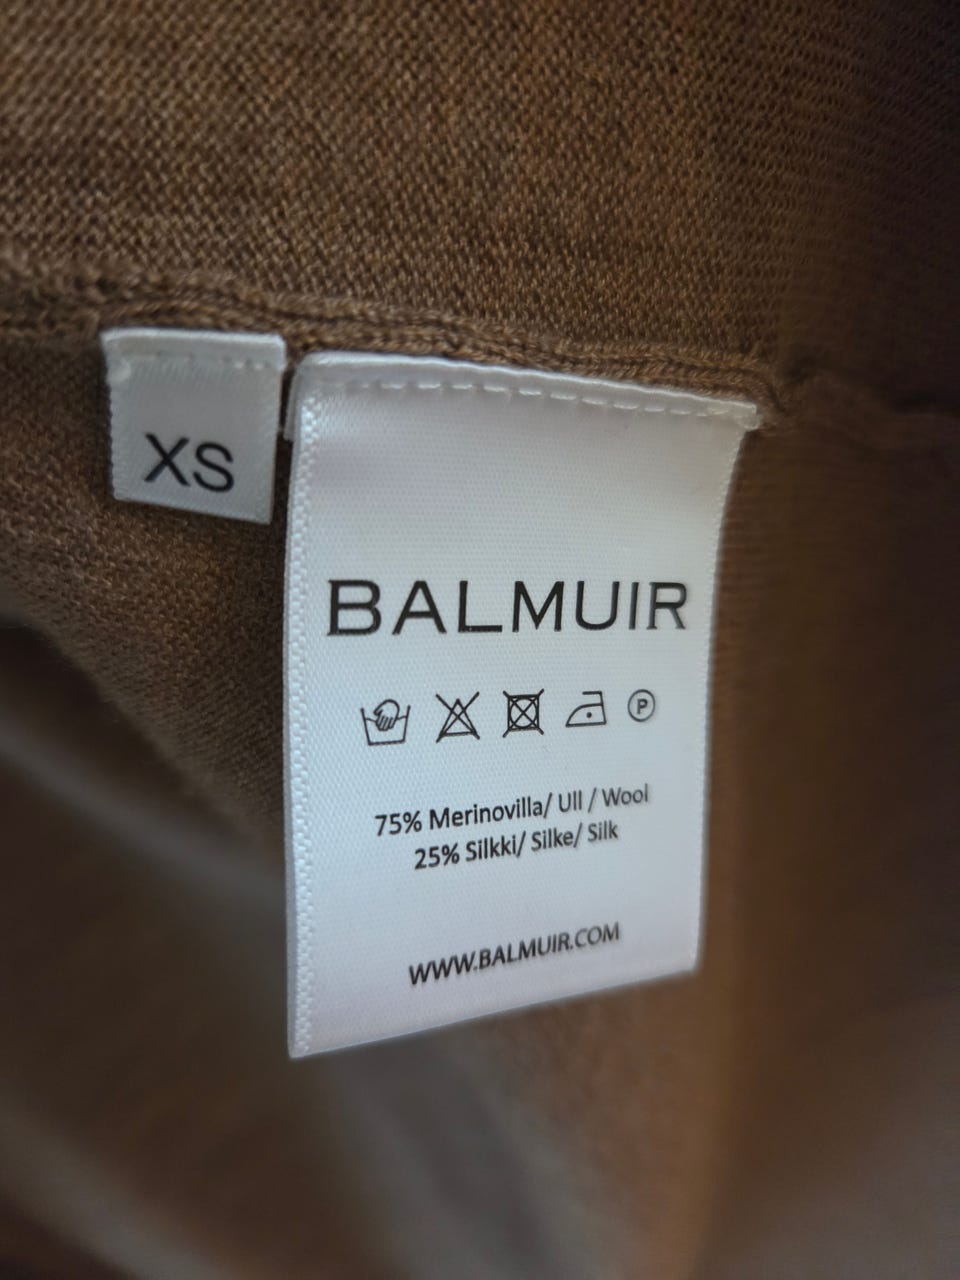 XS
BALMUIR
P
75% Merinovilla/ Ull / Wool
25% Silkki/ Silke/ Silk
WWW.BALMUIR.COM